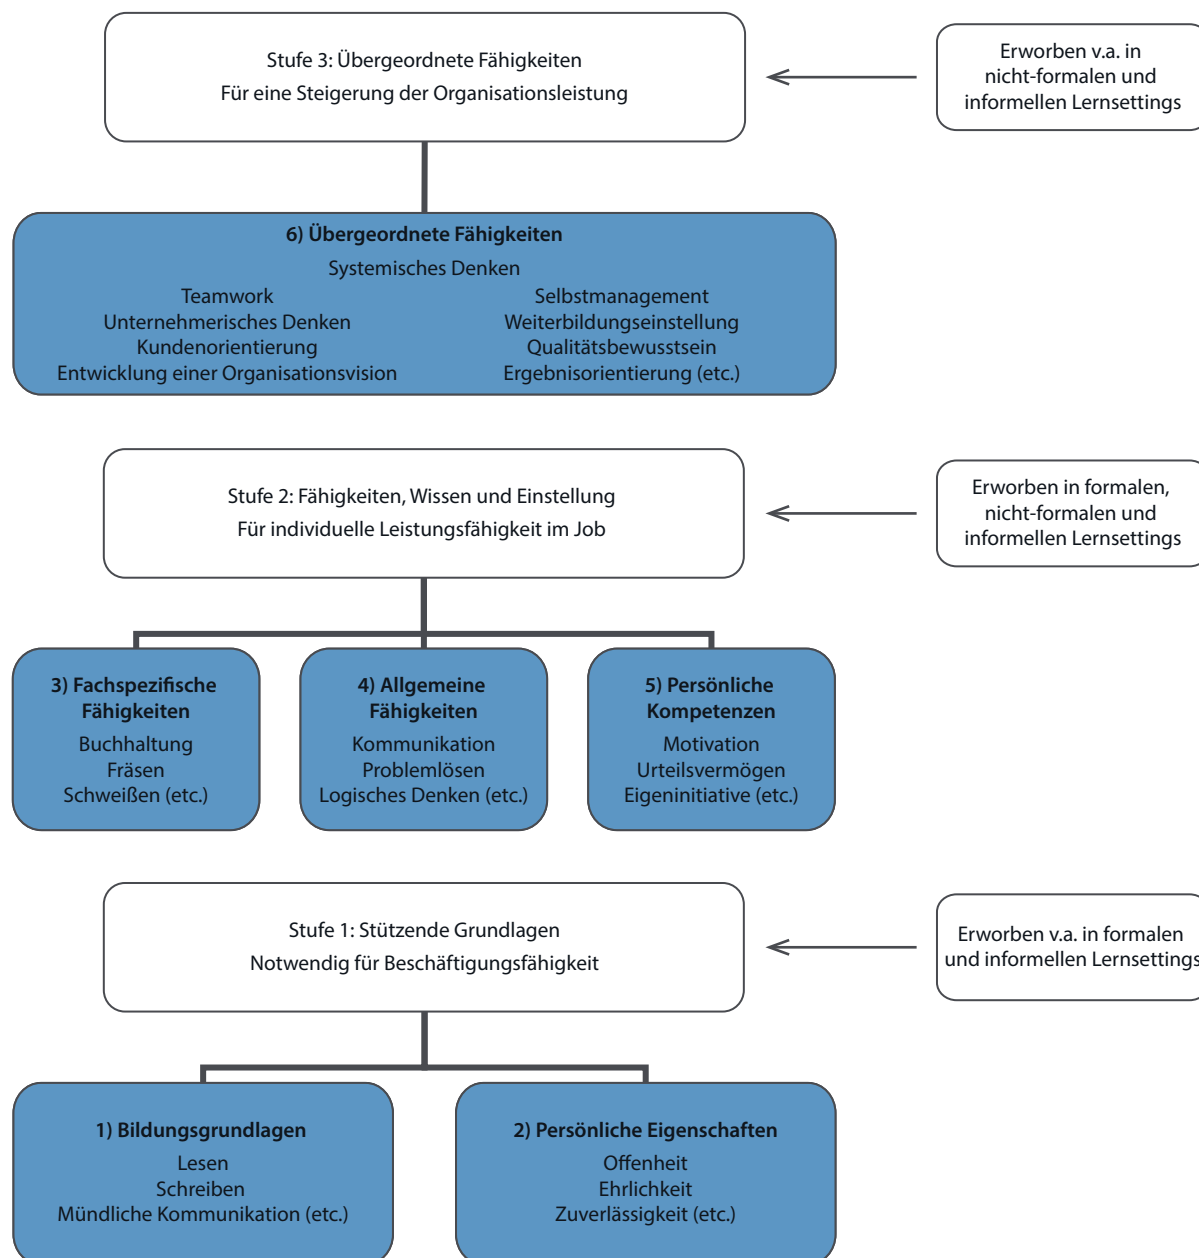 Stufe 3: Übergeordnete Fähigkeiten
Für eine Steigerung der Organisationsleistung
Erworben v.a. in
nicht-formalen und
informellen Lernsettings
6) Übergeordnete Fähigkeiten
Systemisches Denken
Teamwork
Unternehmerisches Denken
Kundenorientierung
Entwicklung einer Organisationsvision
Selbstmanagement
Weiterbildungseinstellung
Qualitätsbewusstsein
Ergebnisorientierung (etc.)
Stufe 2: Fähigkeiten, Wissen und Einstellung
Für individuelle Leistungsfähigkeit im Job
Erworben in formalen,
nicht-formalen und
informellen Lernsettings
3) Fachspezifische
Fähigkeiten
Buchhaltung
Fräsen
Schweißen (etc.)
4) Allgemeine
Fähigkeiten
Kommunikation
Problemlösen
Logisches Denken (etc.)
5) Persönliche
Kompetenzen
Motivation
Urteilsvermögen
Eigeninitiative (etc.)
Stufe 1: Stützende Grundlagen
Notwendig für Beschäftigungsfähigkeit
Erworben v.a. in formalen
und informellen Lernsettings
1) Bildungsgrundlagen
Lesen
Schreiben
Mündliche Kommunikation (etc.)
2) Persönliche Eigenschaften
Offenheit
Ehrlichkeit
Zuverlässigkeit (etc.)